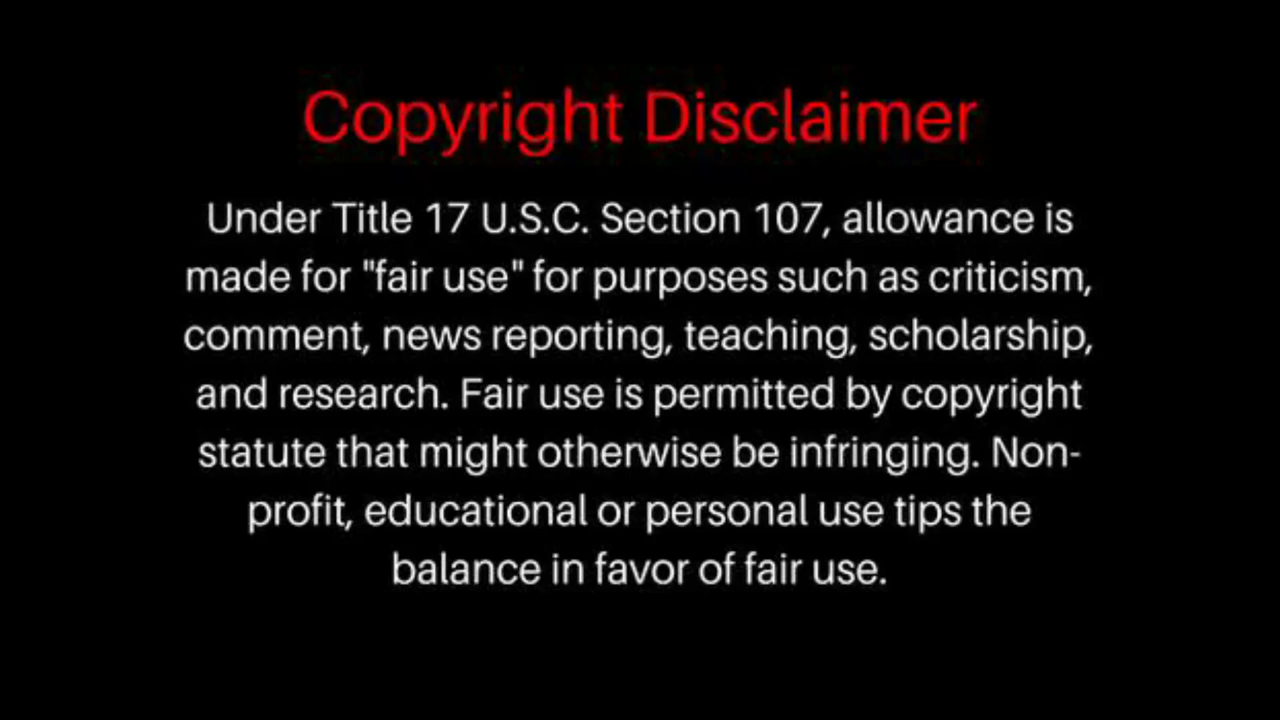 Copyright Disclaimer
Under Title 17 U.S.C. Section 107, allowance is
made for "fair use" for purposes such as criticism,
comment, news reporting, teaching, scholarship,
and research. Fair use is permitted by copyright
statute that might otherwise be infringing. Non-
profit, educational or personal use tips the
balance in favor of fair use.